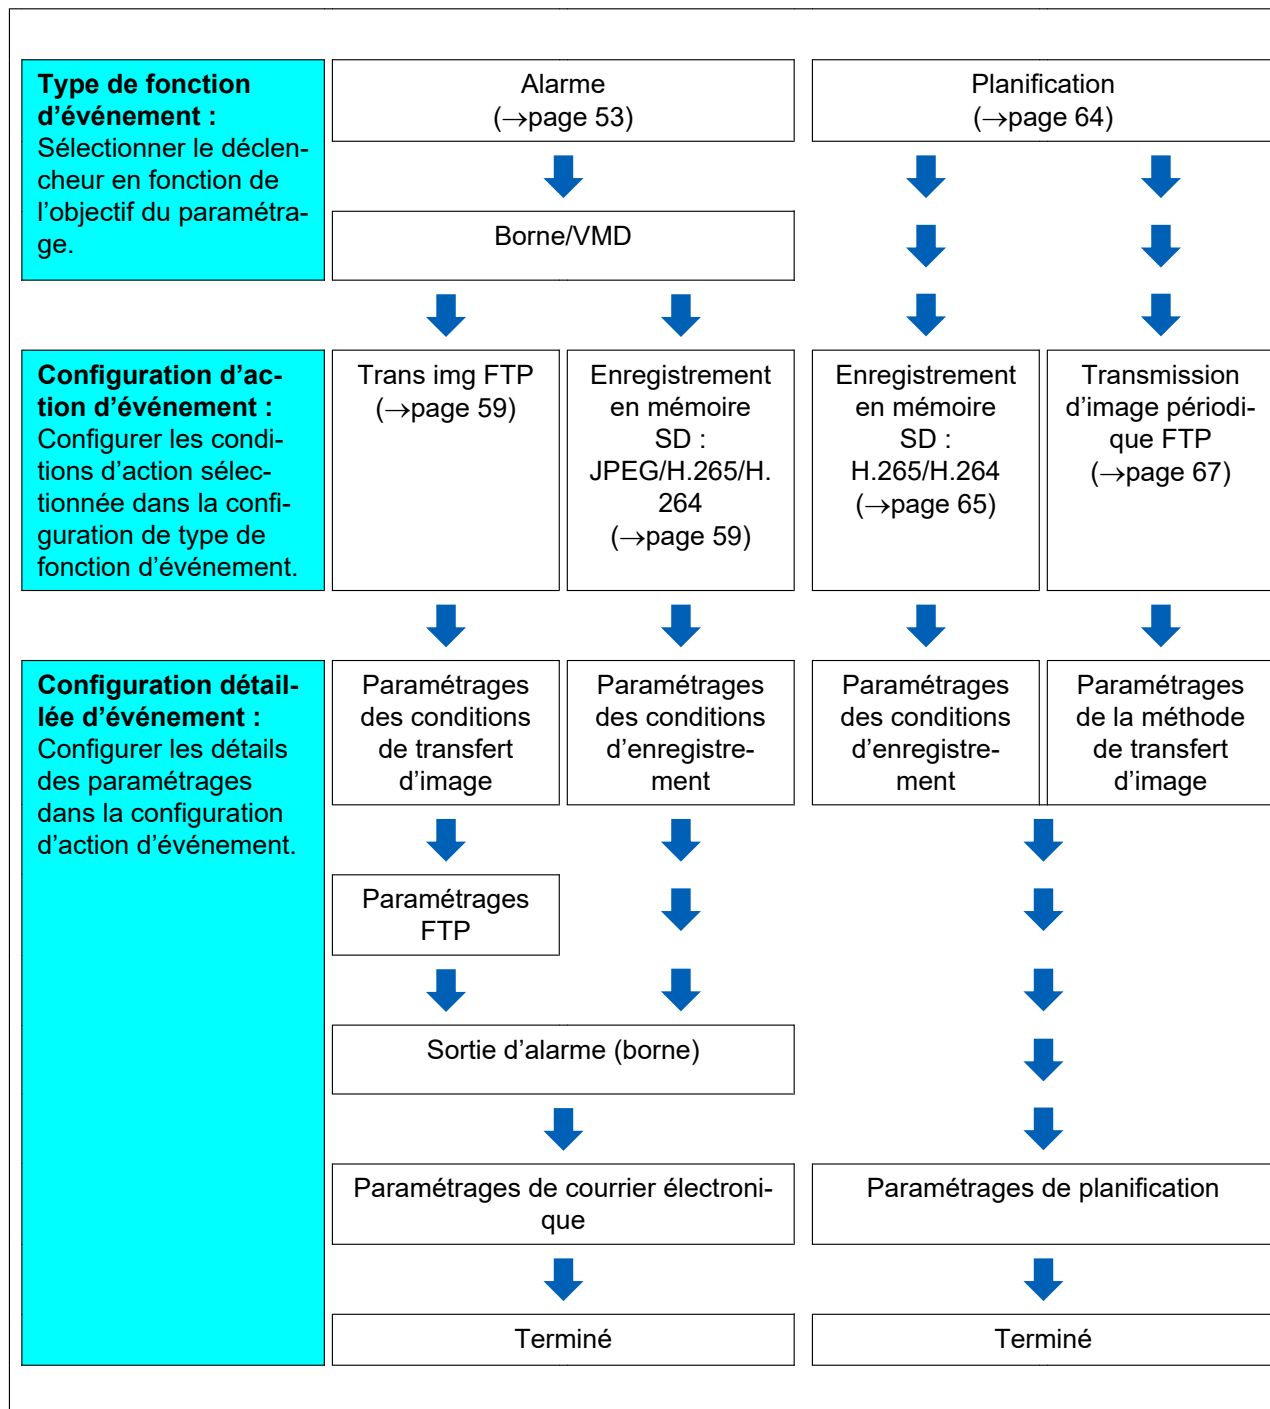 Type de fonction
d’événement :
Sélectionner le déclen-
cheur en fonction de
l’objectif du paramétra-
ge.
Alarme
(→page 53)
Planification
(→page 64)
Borne/VMD
Configuration d’ac-
tion d’événement :
Configurer les condi-
tions d’action sélec-
tionnée dans la confi-
guration de type de
fonction d’événement.
Trans img FTP
(→page 59)
Enregistrement
en mémoire
SD :
JPEG/H.265/H.
264
(→page 59)
Enregistrement
en mémoire
SD :
H.265/H.264
(→page 65)
Transmission
d’image périod-
ique FTP
(→page 67)
Configuration détail-
lée d’événement :
Configurer les détails
des paramétrages
dans la configuration
d’action d’événement.
Paramétrages
des conditions
de transfert
d’image
Paramétrages
des conditions
d’enregistre-
ment
Paramétrages
des conditions
d’enregistre-
ment
Paramétrages
de la méthode
de transfert
d’image
Paramétrages
FTP
Sortie d’alarme (borne)
Paramétrages de courrier électroni-
que
Paramétrages de planification
Terminé
Terminé